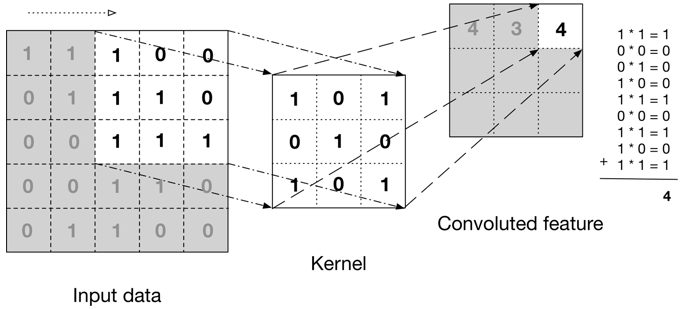 1 1 1 0 0
0 1 1 1 0
0 0 1 1 1
0 0 1 1 0
0 1 1 0 0
Input data
1 0 1
0 1 0
1 0 1
Kernel
4 3 4
Convoluted feature
1 * 1 = 1
0 * 0 = 0
0 * 1 = 0
1 * 0 = 0
1 * 1 = 1
0 * 0 = 0
1 * 1 = 1
1 * 0 = 0
+ 1 * 1 = 1
4